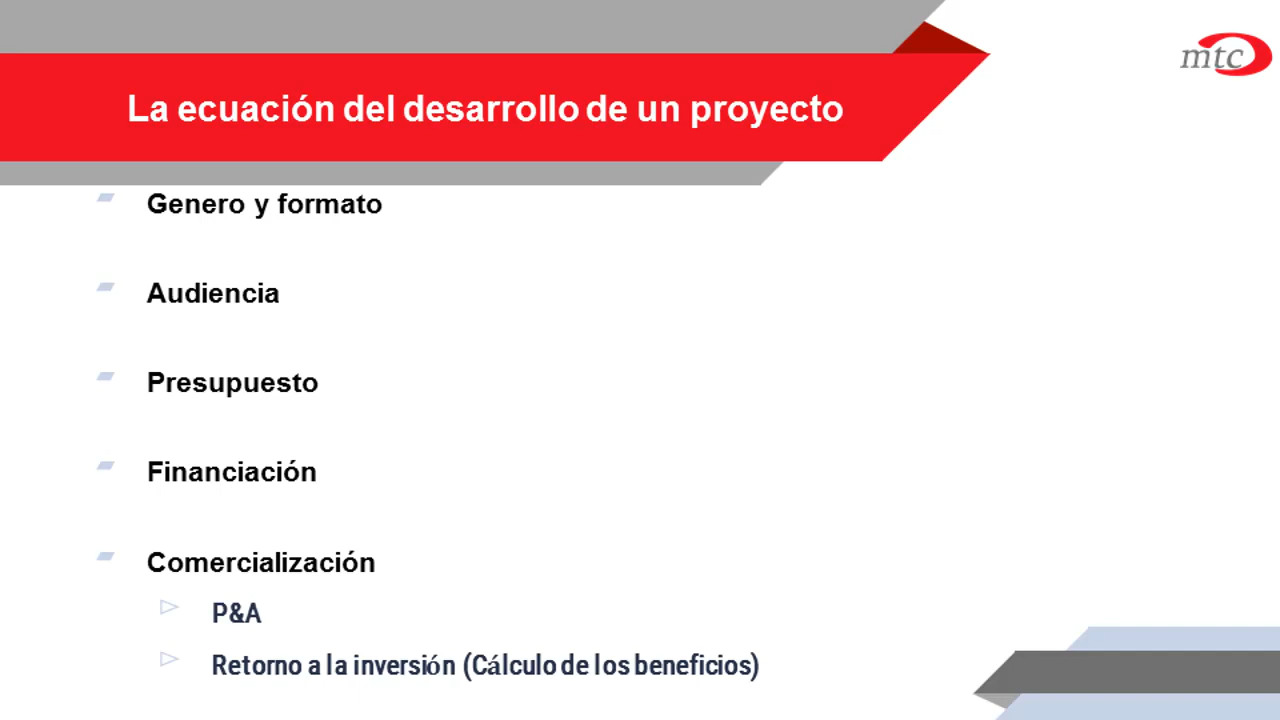 mtc
La ecuación del desarrollo de un proyecto
Genero y formato
Audiencia
Presupuesto
Financiación
Comercialización
P&A
Retorno a la inversión (Cálculo de los beneficios)